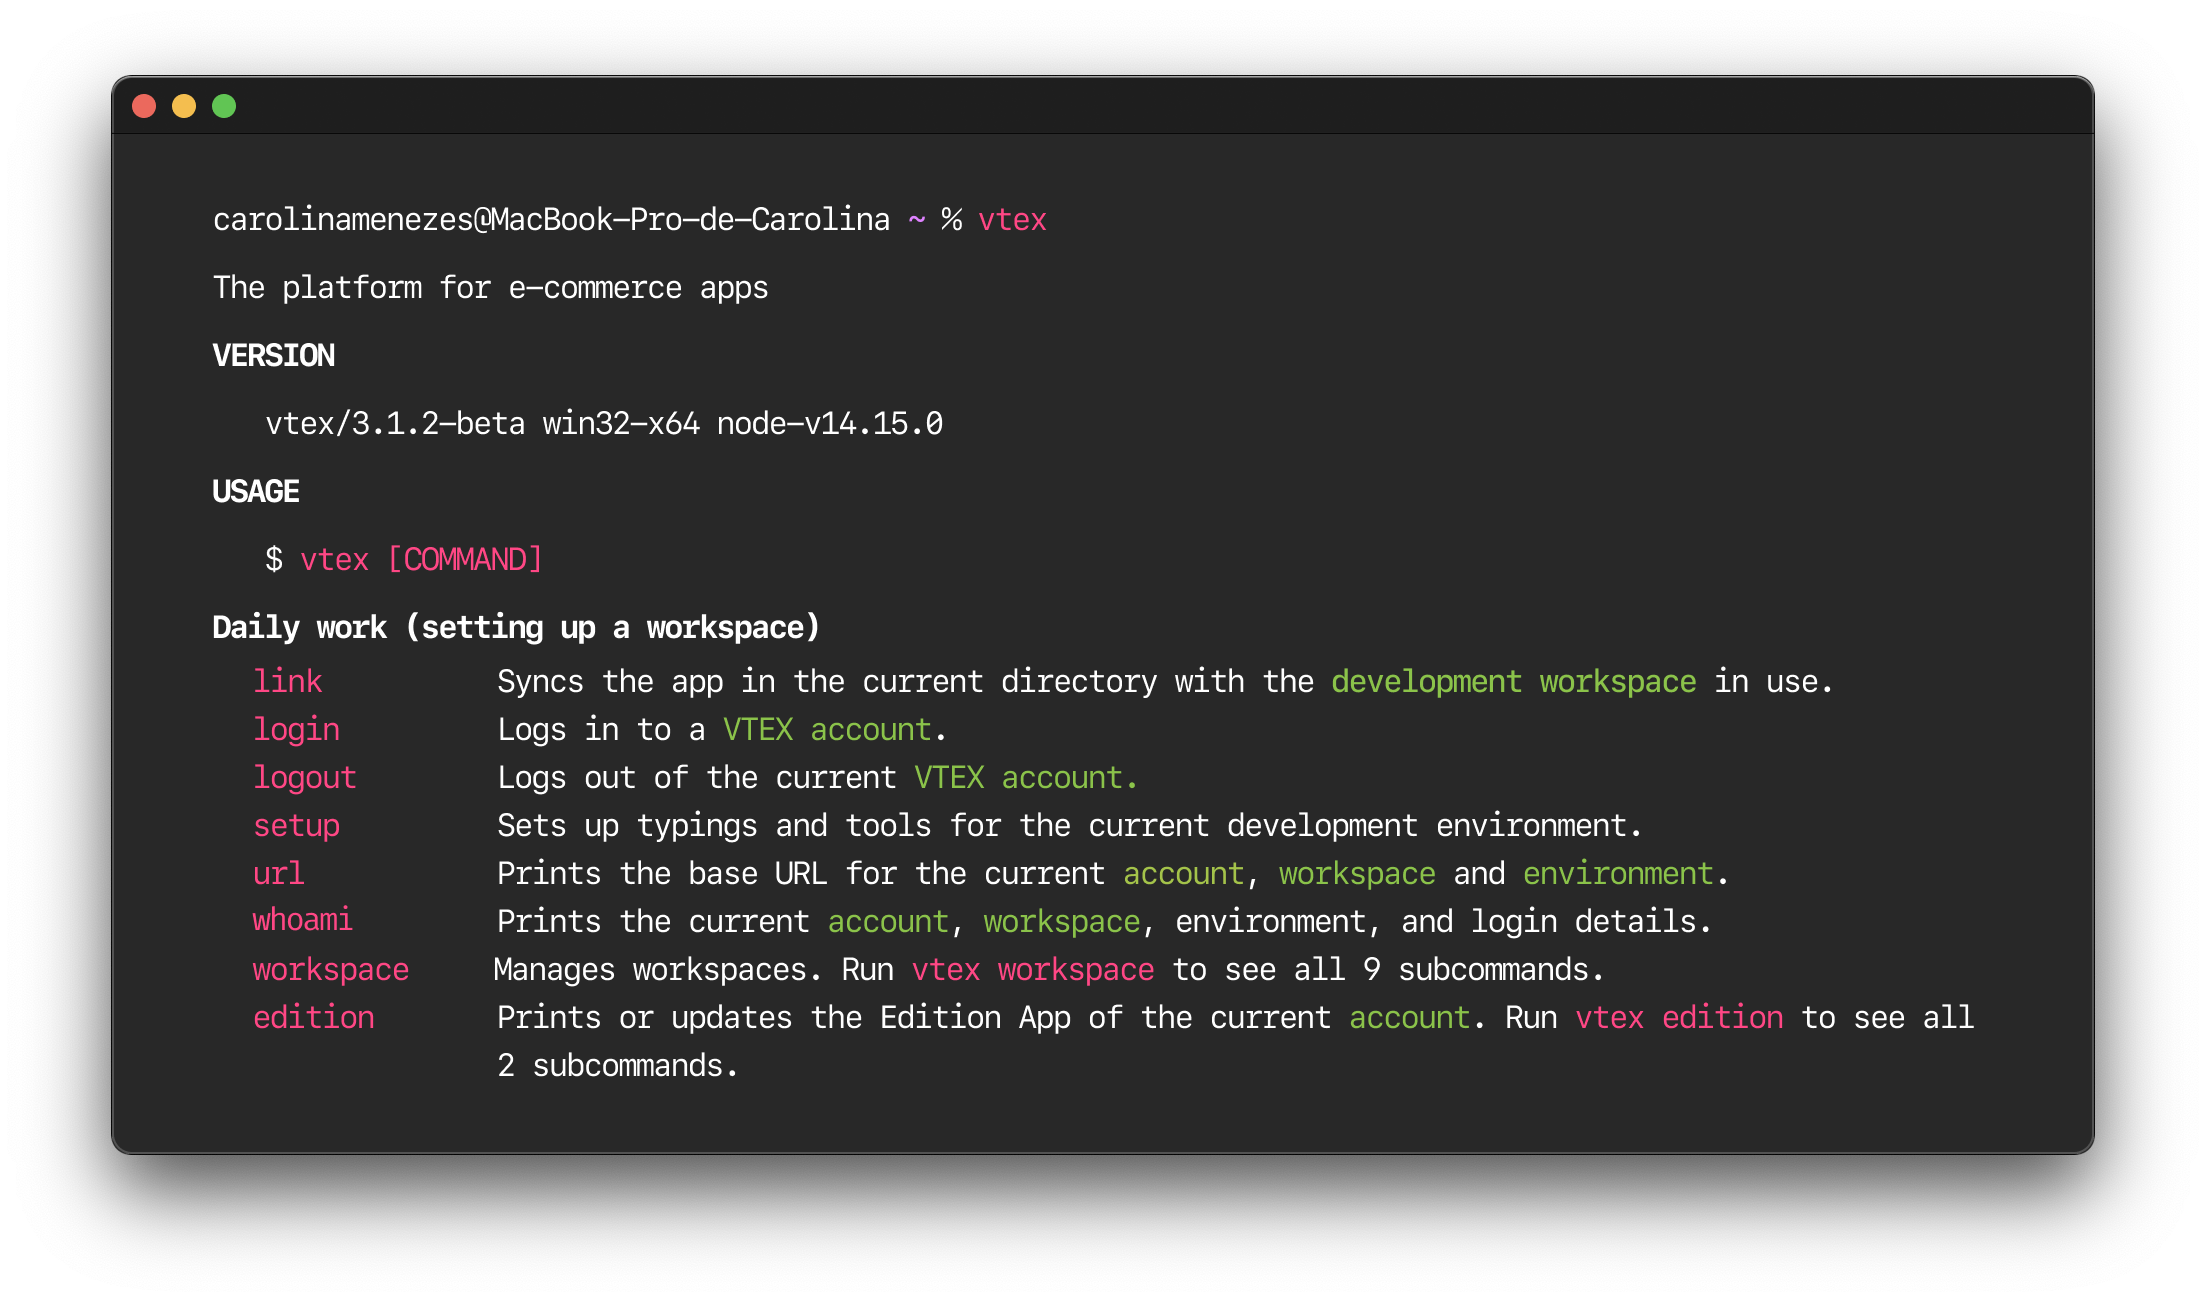 carolinamenezes@MacBook-Pro-de-Carolina ~ % vtex
The platform for e-commerce apps
VERSION
vtex/3.1.2-beta win32-x64 node-v14.15.0
USAGE
$ vtex [COMMAND]
Daily work (setting up a workspace)
link Syncs the app in the current directory with the development workspace in use.
login Logs in to a VTEX account.
logout Logs out of the current VTEX account.
setup Sets up typings and tools for the current development environment.
url Prints the base URL for the current account, workspace and environment.
whoami Prints the current account, workspace, environment, and login details.
workspace Manages workspaces. Run vtex workspace to see all 9 subcommands.
edition Prints or updates the Edition App of the current account. Run vtex edition to see all
2 subcommands.